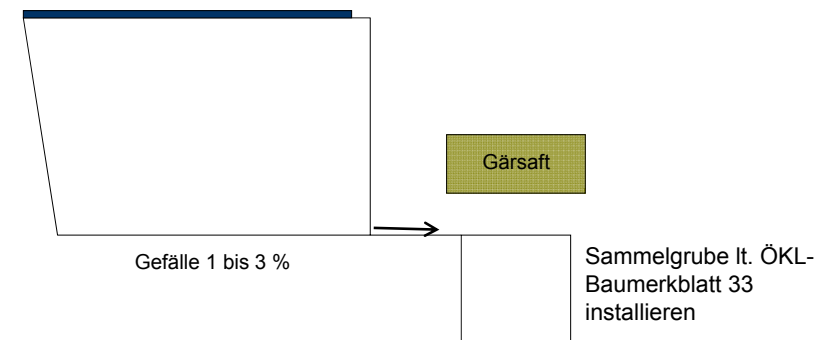 Gärsaft
Gefälle 1 bis 3 %
Sammelgrube lt. ÖKL-
Baumerkblatt 33
installieren